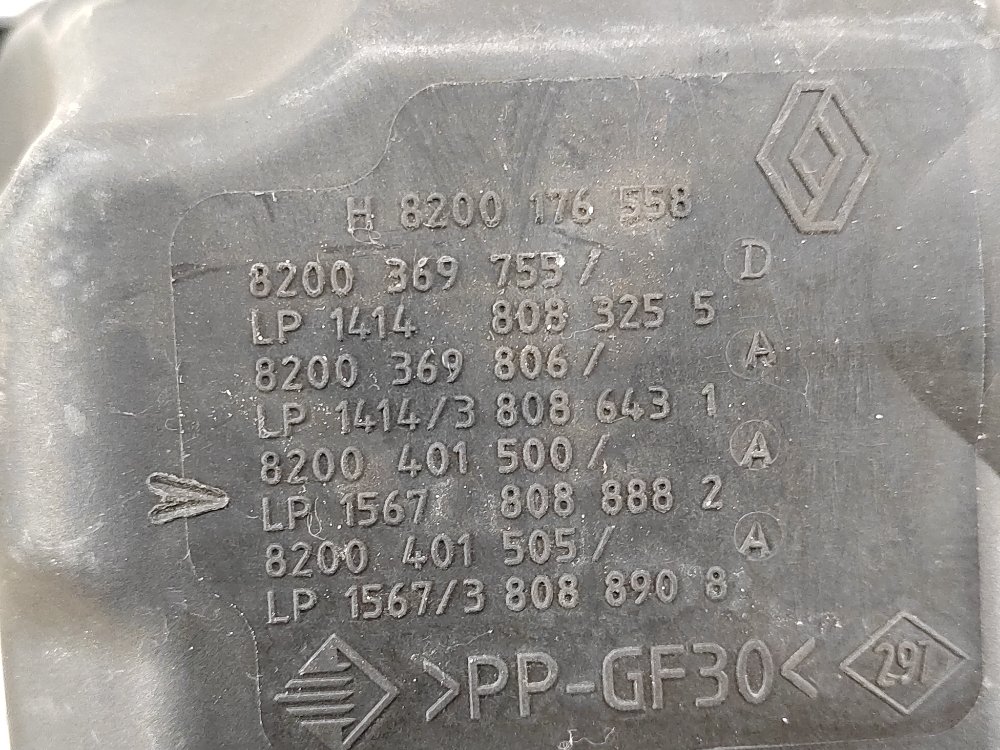 H 8200 176 558
8200 369 755/ D
LP 1414 808 325 5
8200 369 806/ A
LP 1414/3 808 643 1
8200 401 500/ A
LP 1567 808 888 2
8200 401 505/ A
LP 1567/3 808 890 8
>PP-GF30< 297